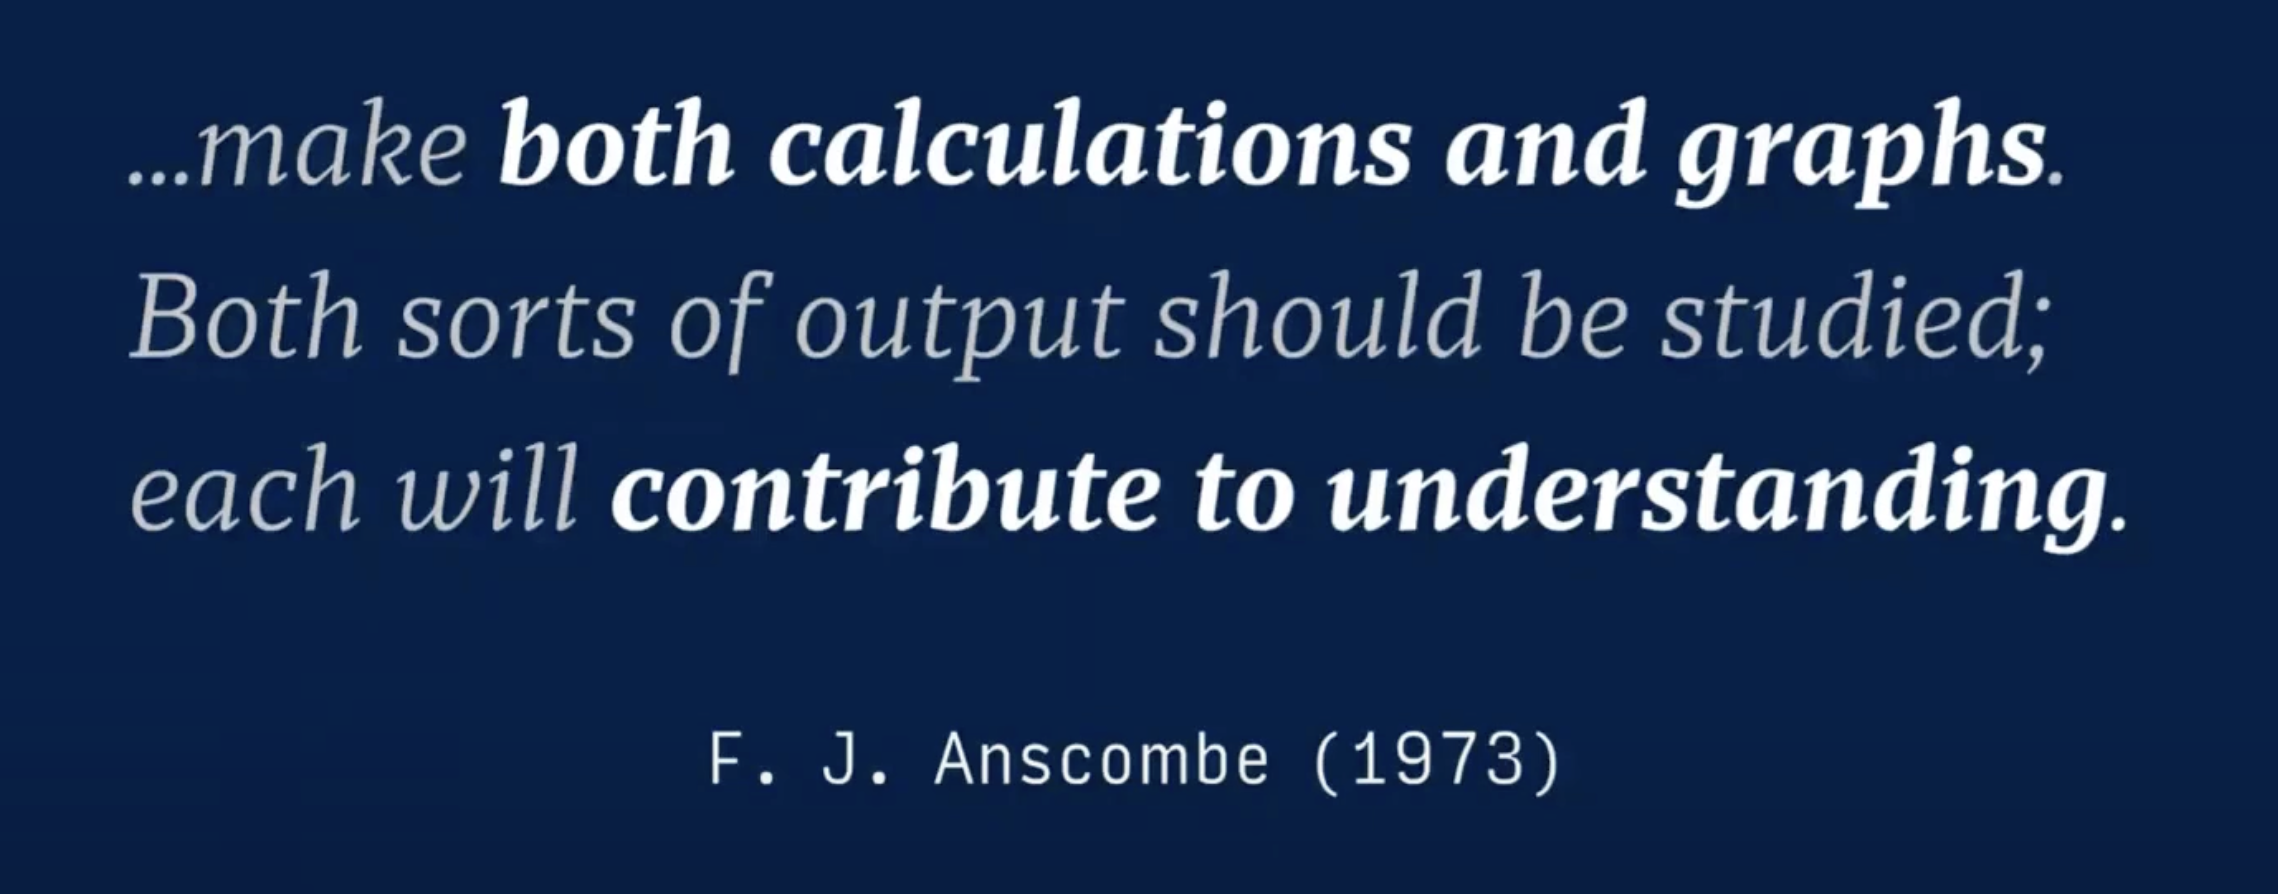 ...make both calculations and graphs.
Both sorts of output should be studied;
each will contribute to understanding.
F. J. Anscombe (1973)